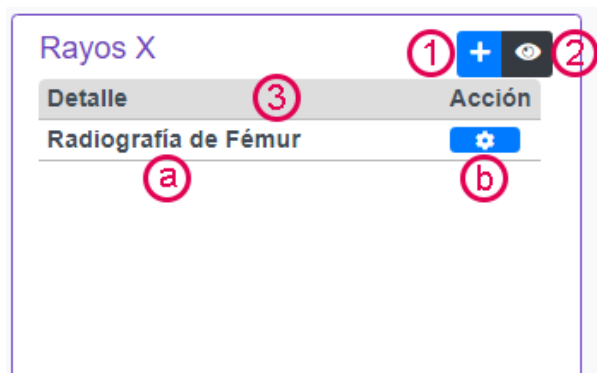 Rayos X 1 + 2
Detalle 3 Acción
Radiografía de Fémur
a b